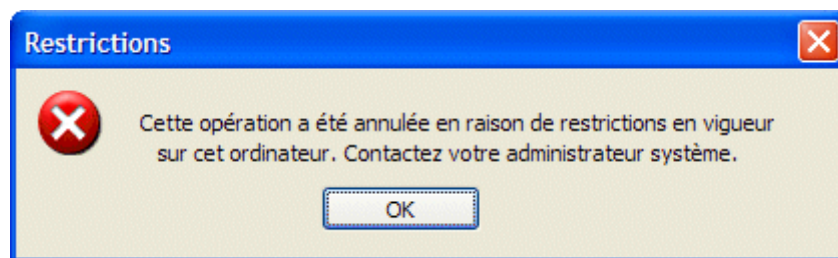 Restrictions
Cette opération a été annulée en raison de restrictions en vigueur
sur cet ordinateur. Contactez votre administrateur système.
OK